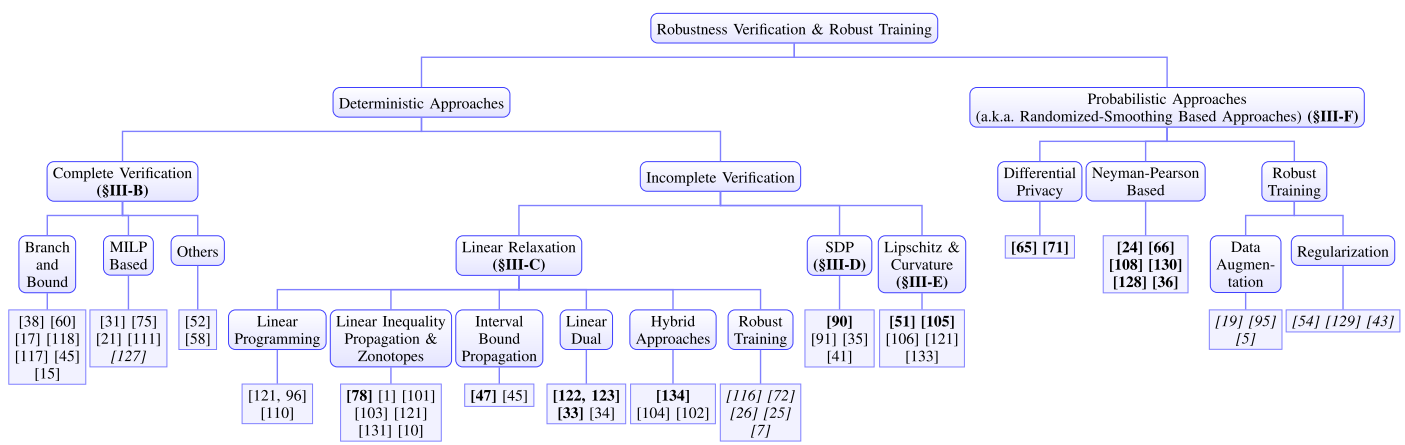 Robustness Verification & Robust Training
Deterministic Approaches
Probabilistic Approaches
(a.k.a. Randomized-Smoothing Based Approaches) (§III-F)
Complete Verification
(§III-B)
Incomplete Verification
Differential
Privacy
Neyman-Pearson
Based
Robust
Training
Branch
and
Bound
MILP
Based
Others
Linear Relaxation
(§III-C)
SDP
(§III-D)
Lipschitz &
Curvature
(§III-E)
[65] [71]
[24] [66]
[108] [130]
[128] [36]
Data
Augmen-
tation
Regularization
[38] [60]
[17] [118]
[117] [45]
[15]
[31] [75]
[21] [111]
[127]
[52]
[58]
Linear
Programming
Linear Inequality
Propagation &
Zonotopes
Interval
Bound
Propagation
Linear
Dual
Hybrid
Approaches
Robust
Training
[90]
[91] [35]
[41]
[51] [105]
[106] [121]
[133]
[19] [95]
[5]
[54] [129] [43]
[121, 96]
[110]
[78] [1] [101]
[103] [121]
[131] [10]
[47] [45]
[122, 123]
[33] [34]
[134]
[104] [102]
[116] [72]
[26] [25]
[7]